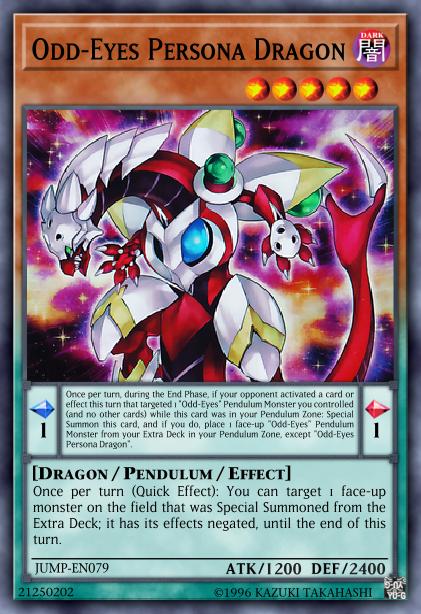 ODD-EYES PERSONA DRAGON
DARK
闇
Once per turn, during the End Phase, if your opponent activated a card or
effect this turn that targeted 1 "Odd-Eyes" Pendulum Monster you controlled
(and no other cards) while this card was in your Pendulum Zone: Special
Summon this card, and if you do, place 1 face-up "Odd-Eyes" Pendulum
Monster from your Extra Deck in your Pendulum Zone, except "Odd-Eyes
Persona Dragon".
1
1
[DRAGON / PENDULUM / EFFECT]
Once per turn (Quick Effect): You can target 1 face-up
monster on the field that was Special Summoned from the
Extra Deck; it has its effects negated, until the end of this
turn.
JUMP-EN079
ATK/1200 DEF/2400
21250202
©1996 KAZUKI TAKAHASHI